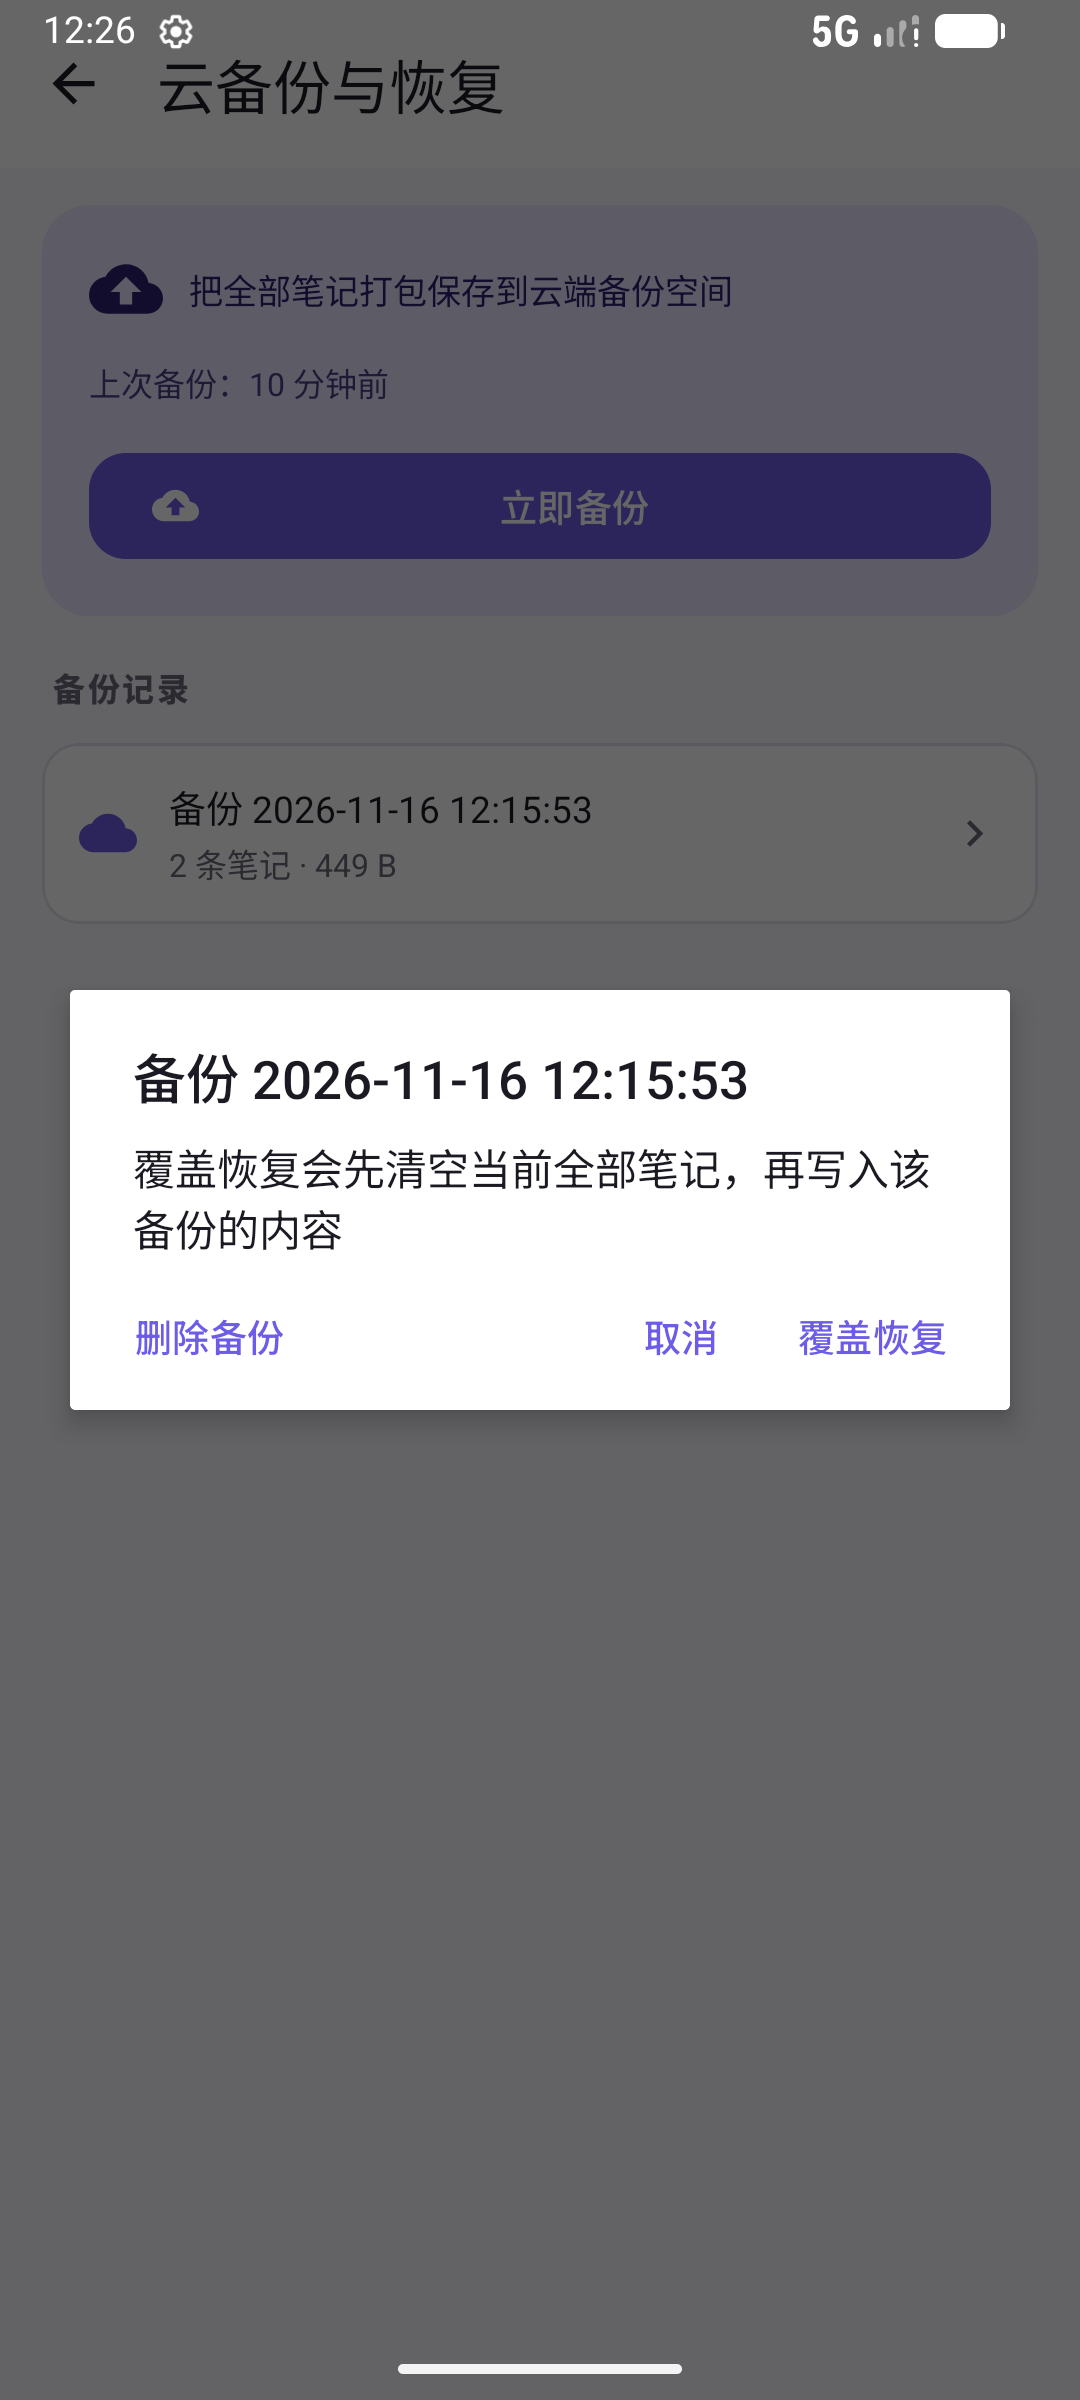 12:26
5G
云备份与恢复
把全部笔记打包保存到云端备份空间
上次备份：10 分钟前
立即备份
备份记录
备份 2026-11-16 12:15:53
2 条笔记 · 449 B
备份 2026-11-16 12:15:53
覆盖恢复会先清空当前全部笔记，再写入该
备份的内容
删除备份
取消
覆盖恢复